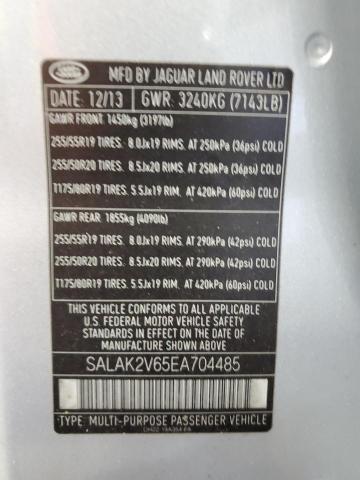 LAND ROVER
MFD BY JAGUAR LAND ROVER LTD
DATE: 12/13 GWR: 3240KG (7143LB)
GAWR FRONT: 1450kg (3197lb)
255/55R19 TIRES. 8.0Jx19 RIMS. AT 250kPa (36psi) COLD
255/50R20 TIRES. 8.5Jx20 RIMS. AT 250kPa (36psi) COLD
T175/80R19 TIRES. 5.5Jx19 RIM. AT 420kPa (60psi) COLD
GAWR REAR: 1855kg (4090lb)
255/55R19 TIRES. 8.0Jx19 RIMS. AT 290kPa (42psi) COLD
255/50R20 TIRES. 8.5Jx20 RIMS. AT 290kPa (42psi) COLD
T175/80R19 TIRES. 5.5Jx19 RIM. AT 420kPa (60psi) COLD
THIS VEHICLE CONFORMS TO ALL APPLICABLE
U.S. FEDERAL MOTOR VEHICLE SAFETY
STANDARDS IN EFFECT ON THE DATE
OF MANUFACTURE SHOWN ABOVE.
SALAK2V65EA704485
TYPE: MULTI-PURPOSE PASSENGER VEHICLE